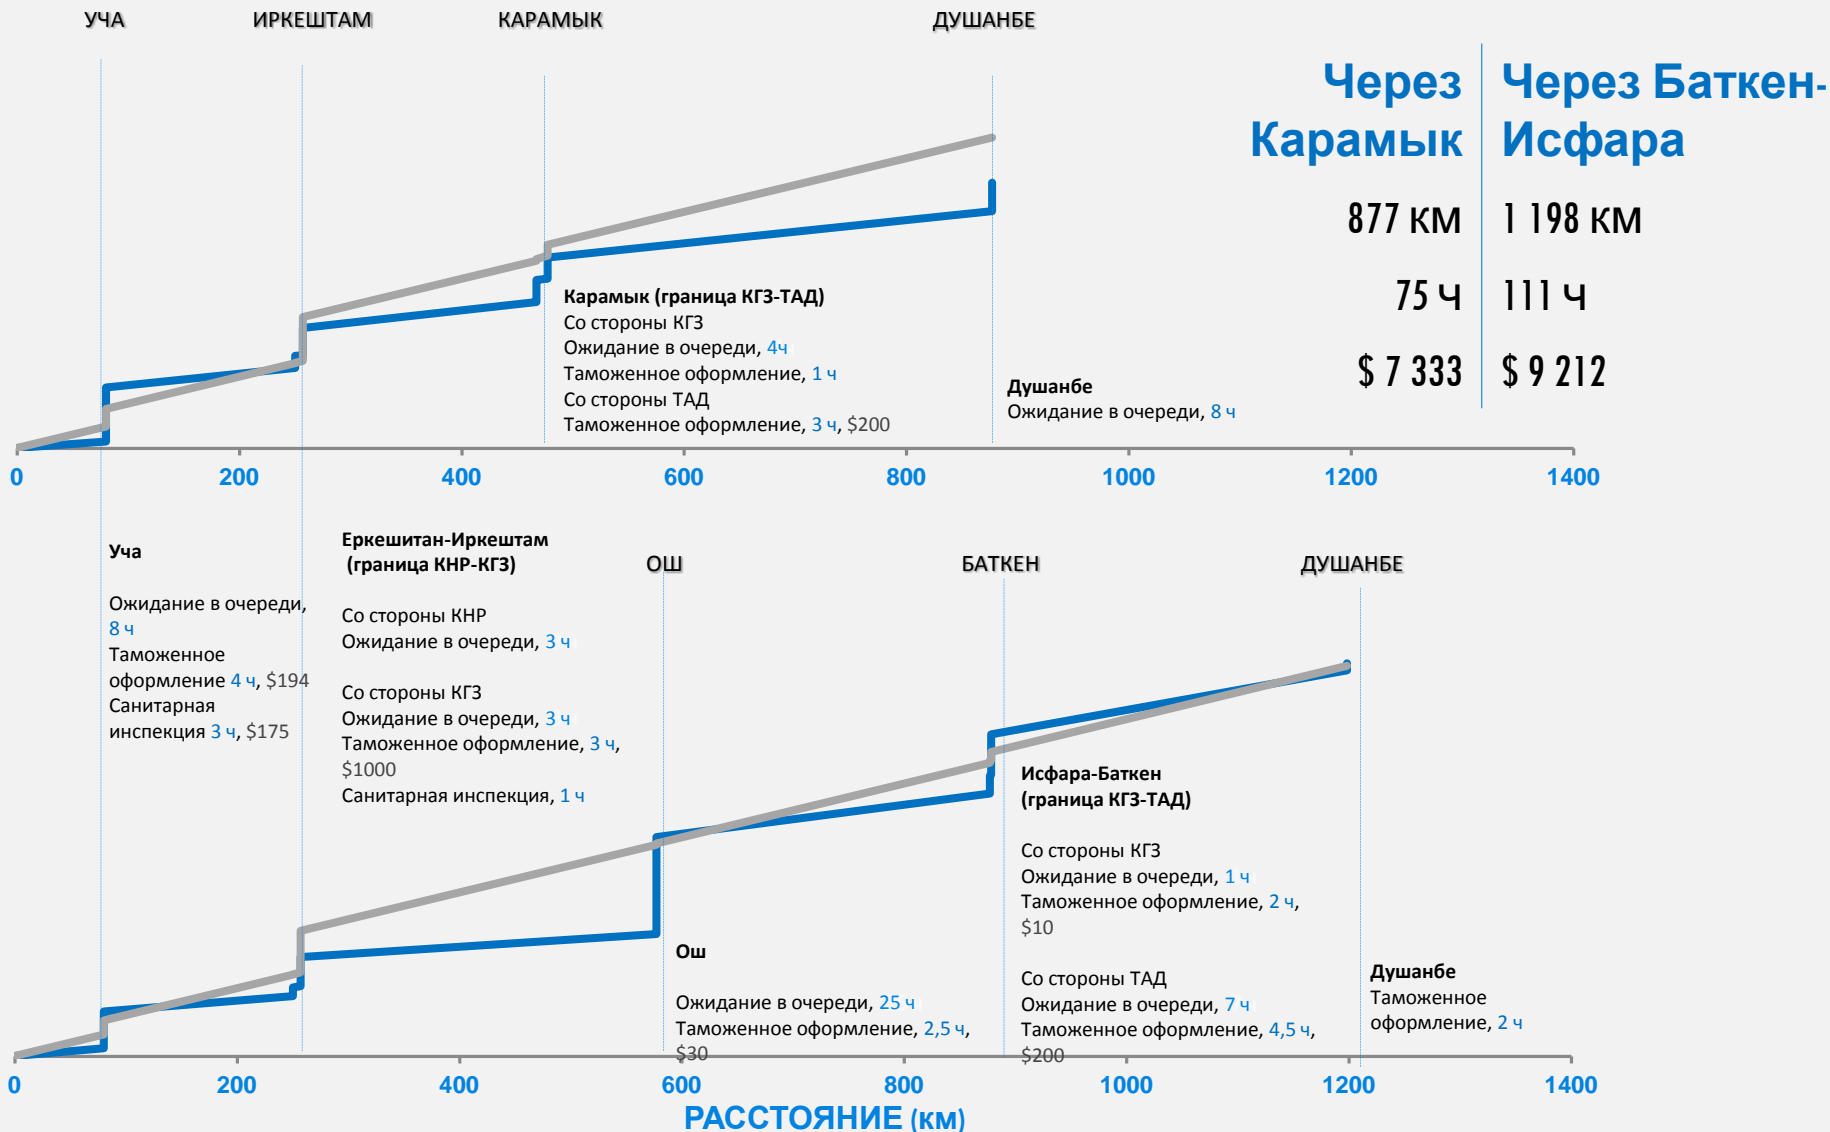 УЧА
ИРКЕШТАМ
КАРАМЫК
ДУШАНБЕ
Через
Карамык
Через Баткен-
Исфара
877 км
1 198 км
75 ч
111 ч
$ 7 333
$ 9 212
Карамык (граница КГЗ-ТАД)
Со стороны КГЗ
Ожидание в очереди, 4ч
Таможенное оформление, 1 ч
Со стороны ТАД
Таможенное оформление, 3 ч, $200
Душанбе
Ожидание в очереди, 8 ч
0
200
400
600
800
1000
1200
1400
Уча
Ожидание в очереди,
8 ч
Таможенное
оформление 4 ч, $194
Санитарная
инспекция 3 ч, $175
Еркешитан-Иркештам
(граница КНР-КГЗ)
Со стороны КНР
Ожидание в очереди, 3 ч
Со стороны КГЗ
Ожидание в очереди, 3 ч
Таможенное оформление, 3 ч,
$1000
Санитарная инспекция, 1 ч
ОШ
БАТКЕН
ДУШАНБЕ
Ош
Ожидание в очереди, 25 ч
Таможенное оформление, 2,5 ч,
$30
Исфара-Баткен
(граница КГЗ-ТАД)
Со стороны КГЗ
Ожидание в очереди, 1 ч
Таможенное оформление, 2 ч,
$10
Со стороны ТАД
Ожидание в очереди, 7 ч
Таможенное оформление, 4,5 ч,
$200
Душанбе
Таможенное
оформление, 2 ч
0
200
400
600
800
1000
1200
1400
РАССТОЯНИЕ (км)